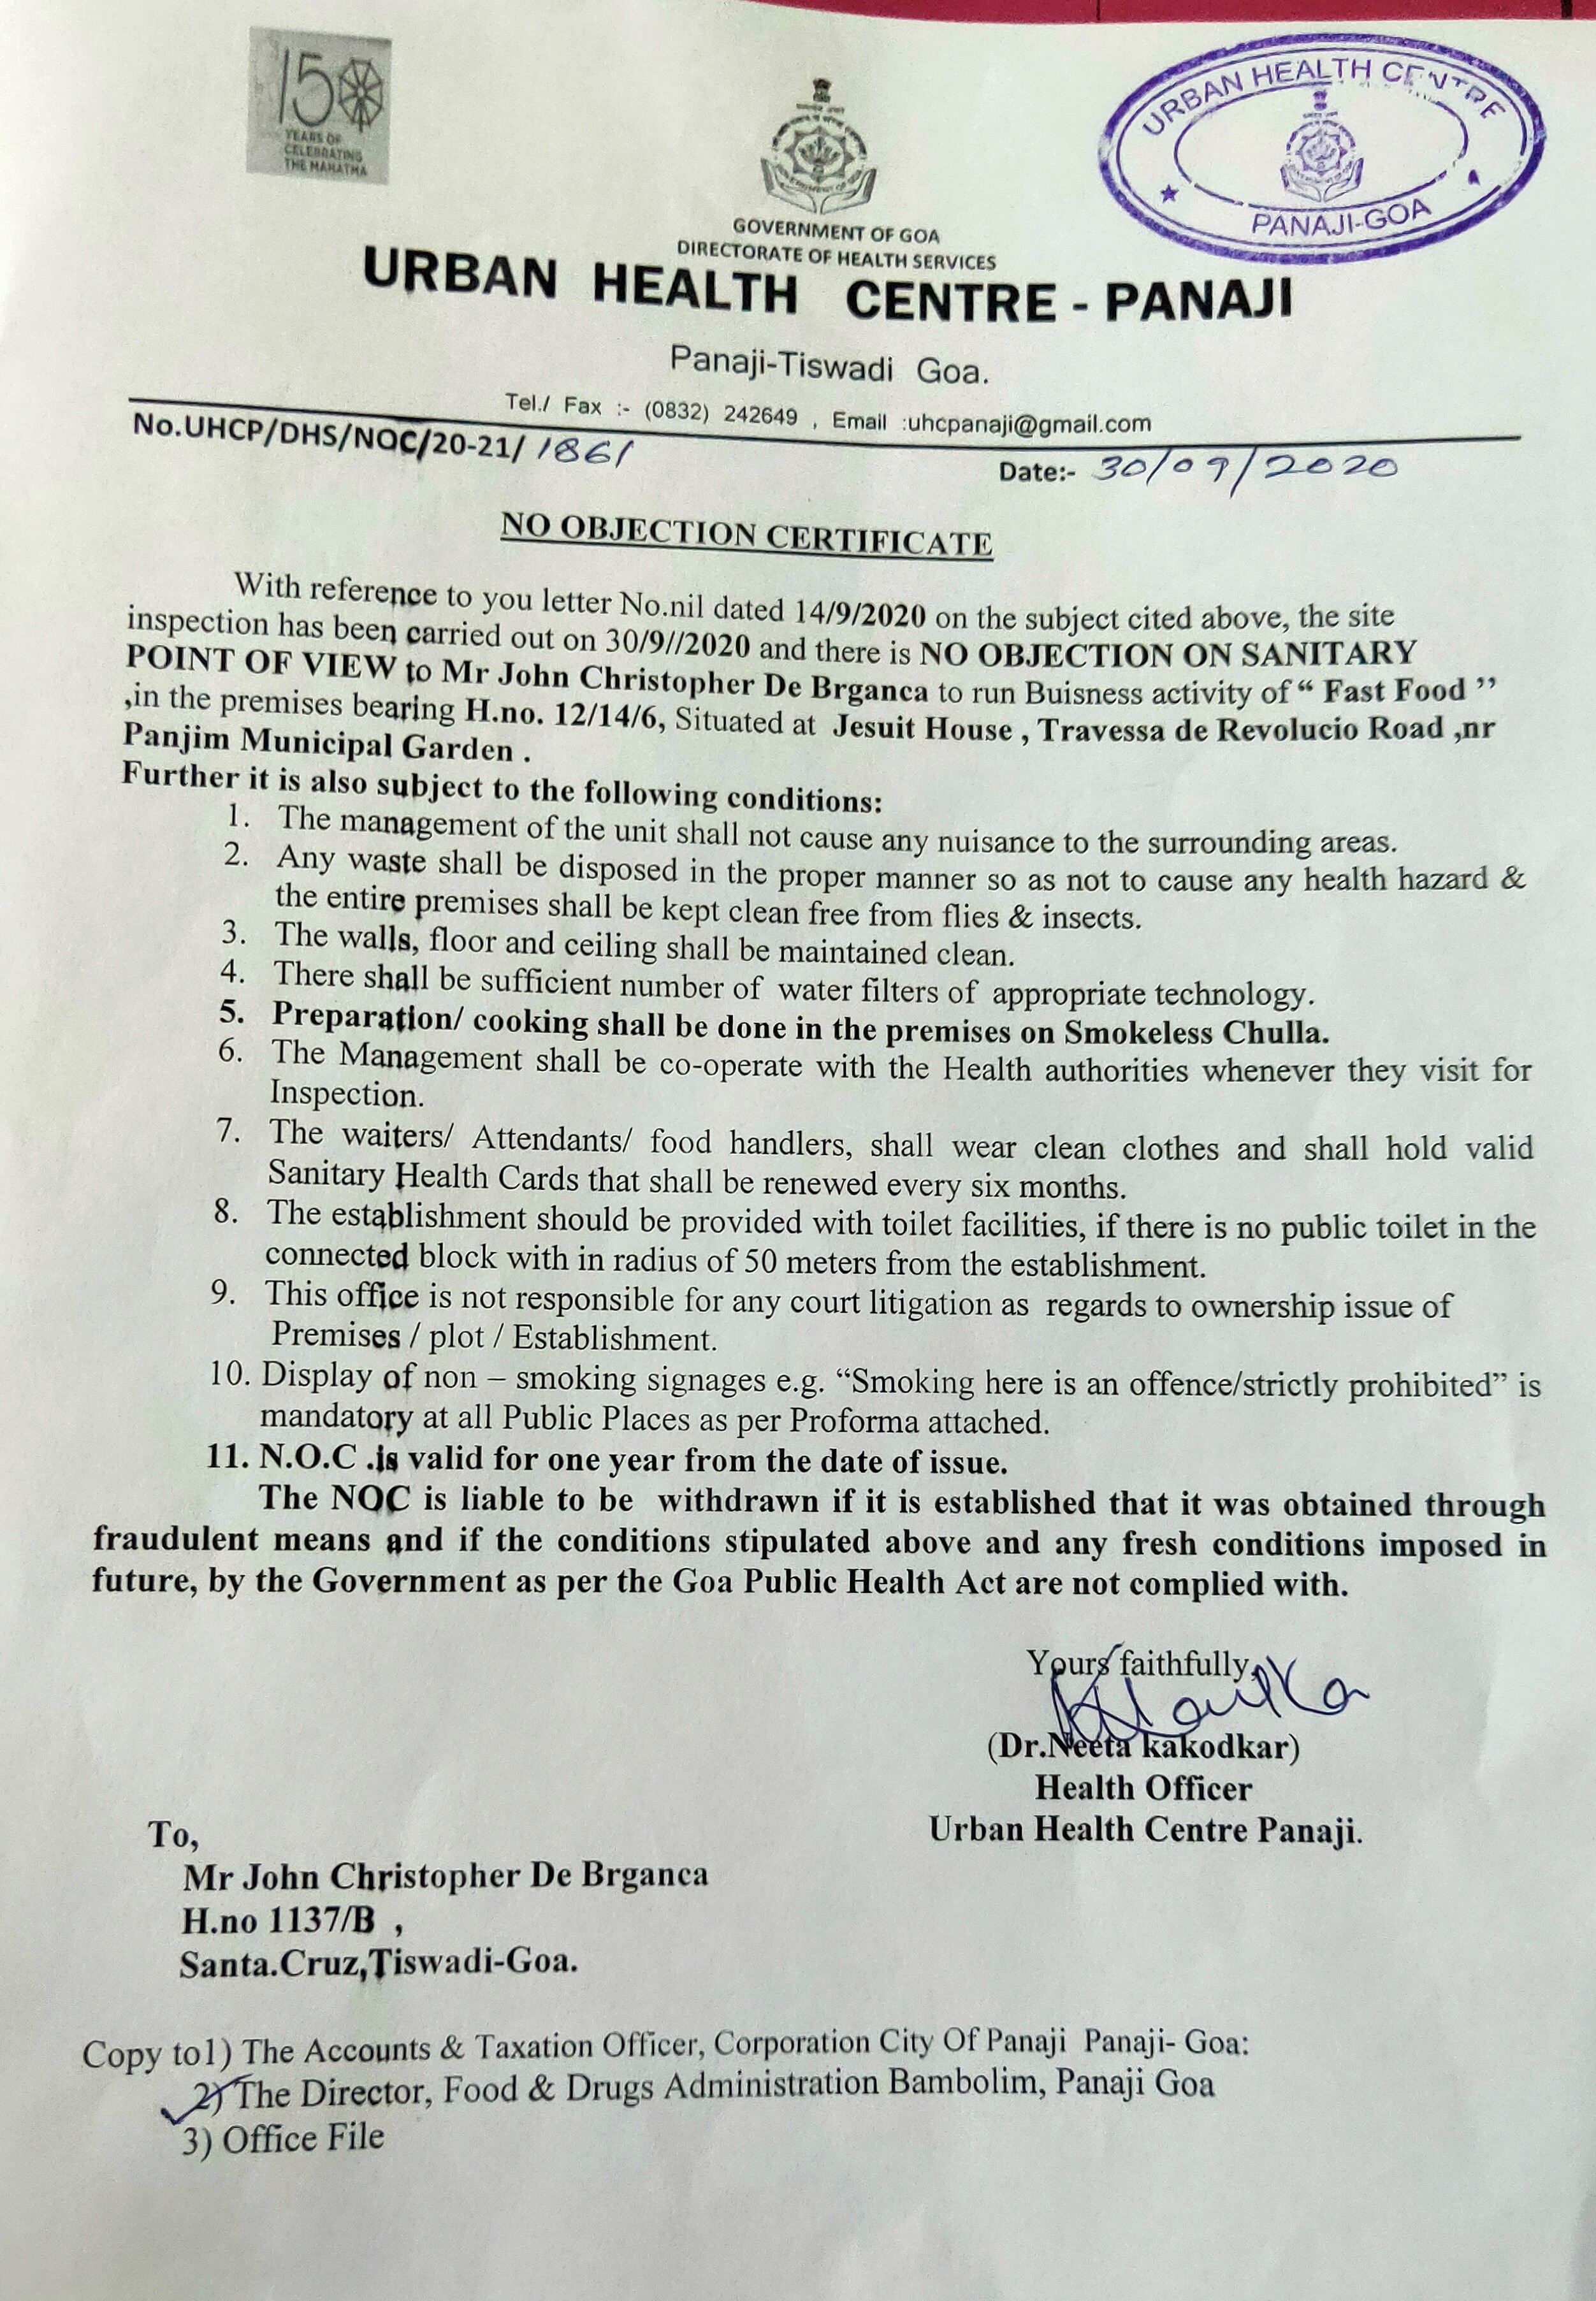 150
YEARS OF
CELEBRATING
THE MAHATMA
URBAN HEALTH CENTRE
PANAJI-GOA
GOVERNMENT OF GOA
DIRECTORATE OF HEALTH SERVICES
URBAN HEALTH CENTRE - PANAJI
Panaji-Tiswadi Goa.
Tel./ Fax :- (0832) 242649 , Email :uhcpanaji@gmail.com
No.UHCP/DHS/NOC/20-21/ 1861
Date:- 30/09/2020
NO OBJECTION CERTIFICATE
With reference to you letter No.nil dated 14/9/2020 on the subject cited above, the site
inspection has been carried out on 30/9//2020 and there is NO OBJECTION ON SANITARY
POINT OF VIEW to Mr John Christopher De Brganca to run Buisness activity of “ Fast Food ’’
,in the premises bearing H.no. 12/14/6, Situated at Jesuit House , Travessa de Revolucio Road ,nr
Panjim Municipal Garden .
Further it is also subject to the following conditions:
1. The management of the unit shall not cause any nuisance to the surrounding areas.
2. Any waste shall be disposed in the proper manner so as not to cause any health hazard &
the entire premises shall be kept clean free from flies & insects.
3. The walls, floor and ceiling shall be maintained clean.
4. There shall be sufficient number of water filters of appropriate technology.
5. Preparation/ cooking shall be done in the premises on Smokeless Chulla.
6. The Management shall be co-operate with the Health authorities whenever they visit for
Inspection.
7. The waiters/ Attendants/ food handlers, shall wear clean clothes and shall hold valid
Sanitary Health Cards that shall be renewed every six months.
8. The establishment should be provided with toilet facilities, if there is no public toilet in the
connected block with in radius of 50 meters from the establishment.
9. This office is not responsible for any court litigation as regards to ownership issue of
Premises / plot / Establishment.
10. Display of non – smoking signages e.g. “Smoking here is an offence/strictly prohibited” is
mandatory at all Public Places as per Proforma attached.
11. N.O.C .is valid for one year from the date of issue.
The NOC is liable to be withdrawn if it is established that it was obtained through
fraudulent means and if the conditions stipulated above and any fresh conditions imposed in
future, by the Government as per the Goa Public Health Act are not complied with.
Yours faithfully,
(Dr.Neeta kakodkar)
Health Officer
Urban Health Centre Panaji.
To,
Mr John Christopher De Brganca
H.no 1137/B ,
Santa.Cruz,Tiswadi-Goa.
Copy to1) The Accounts & Taxation Officer, Corporation City Of Panaji Panaji- Goa:
2) The Director, Food & Drugs Administration Bambolim, Panaji Goa
3) Office File